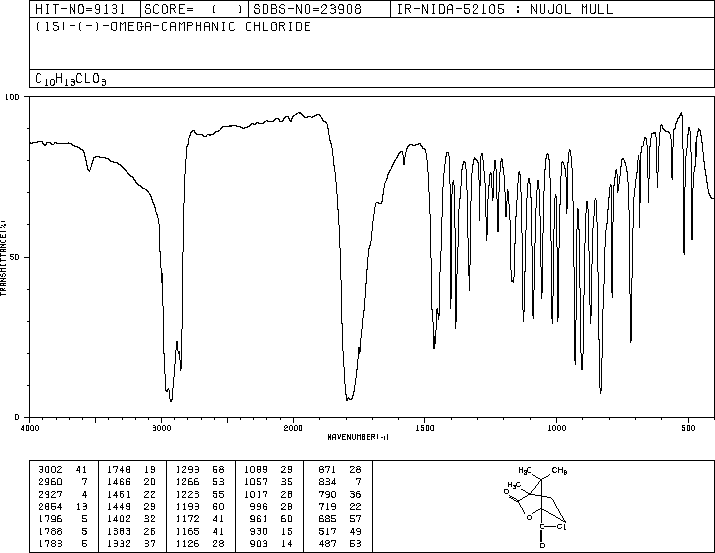 HIT-NO=9131 SCORE= ( ) SDBS-NO=23908 IR-NIDA-52105 : NUJOL MULL
(1S)-(-)-OMEGA-CAMPHANIC CHLORIDE
C10H13CLO3
100
50
0
TRANSMITTANCE(%)
4000 3000 2000 1500 1000 500
WAVENUMBER(-1)
3002 41 1748 19 1293 58 1089 29 871 28
2960 7 1466 20 1266 53 1057 35 834 7
2927 4 1461 22 1223 55 1017 28 790 36
2854 13 1449 29 1193 60 996 28 719 22
1796 5 1402 32 1172 41 961 60 685 57
1786 5 1383 26 1165 41 930 15 517 49
1783 5 1332 37 1126 28 903 14 487 53
H3C CH3
H3C
O
O
C Cl
O